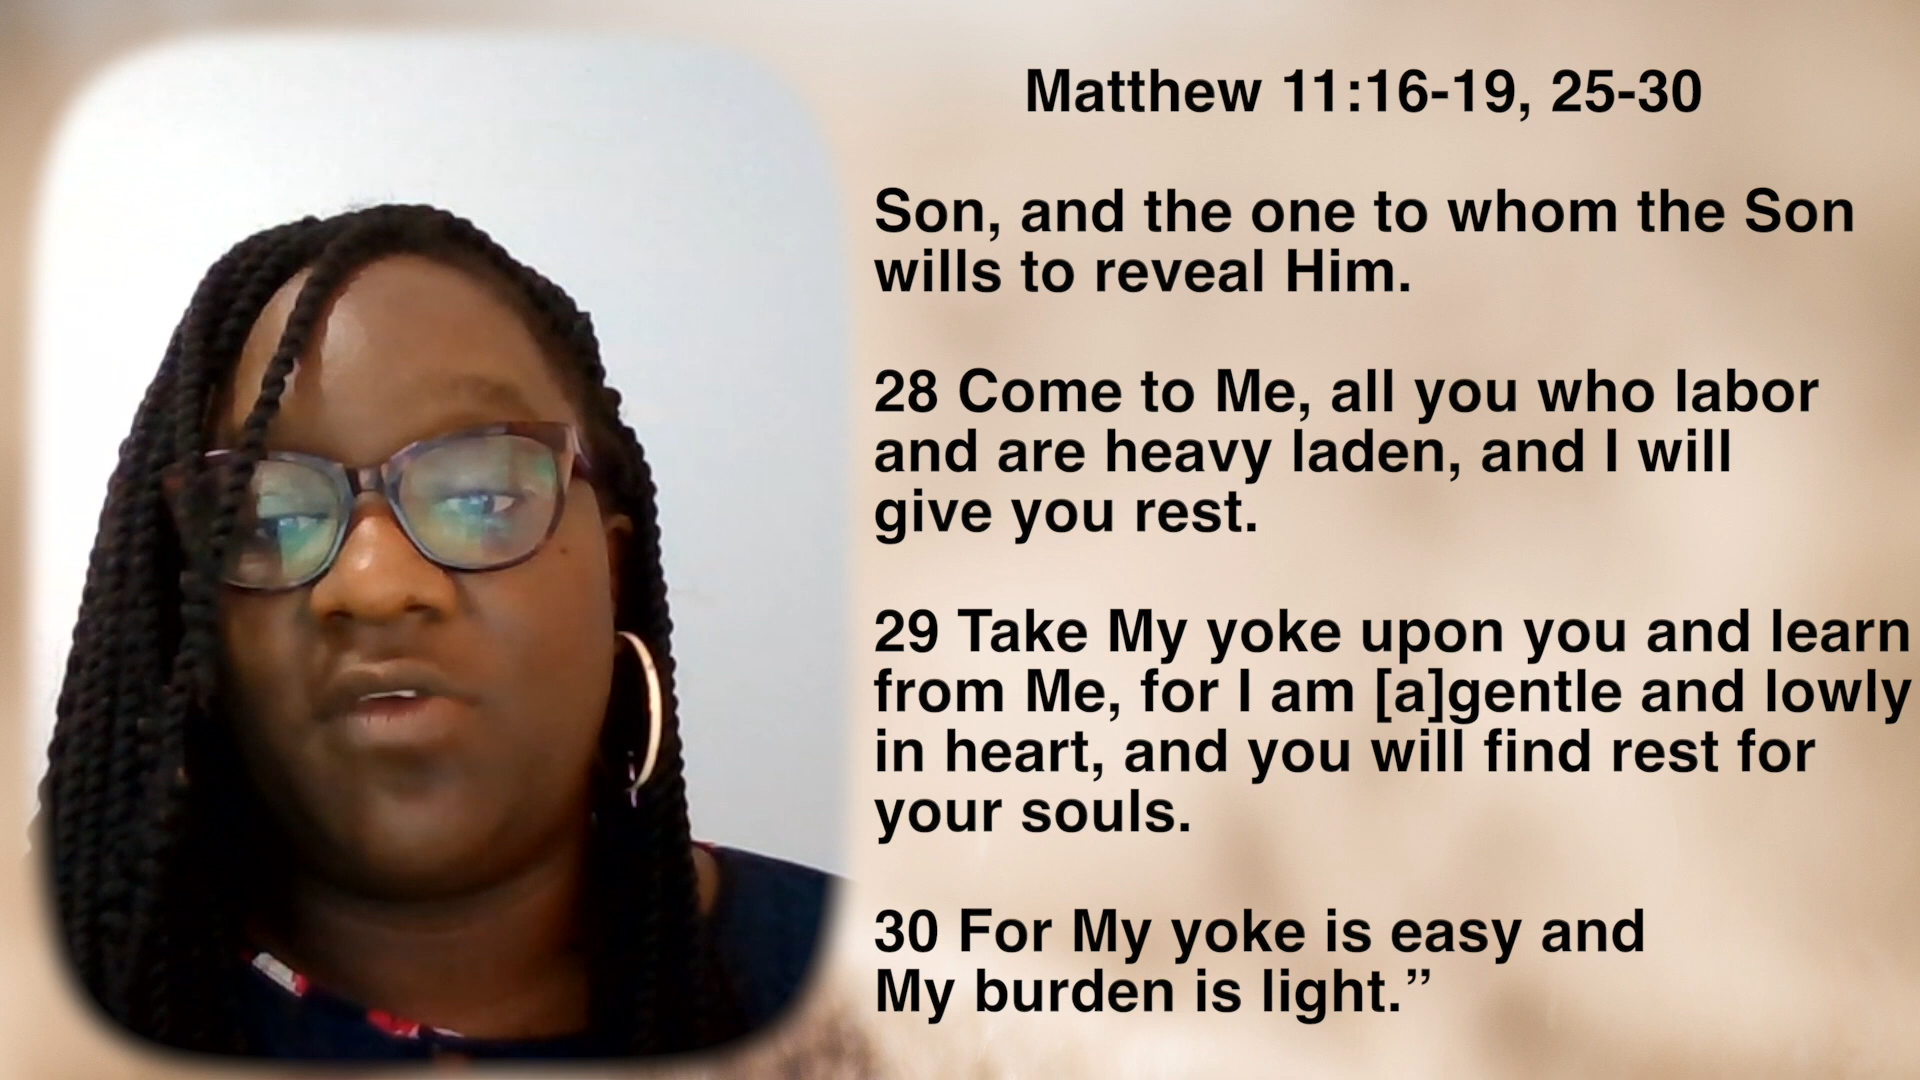 Matthew 11:16-19, 25-30
Son, and the one to whom the Son
wills to reveal Him.
28 Come to Me, all you who labor
and are heavy laden, and I will
give you rest.
29 Take My yoke upon you and learn
from Me, for I am [a]gentle and lowly
in heart, and you will find rest for
your souls.
30 For My yoke is easy and
My burden is light.”